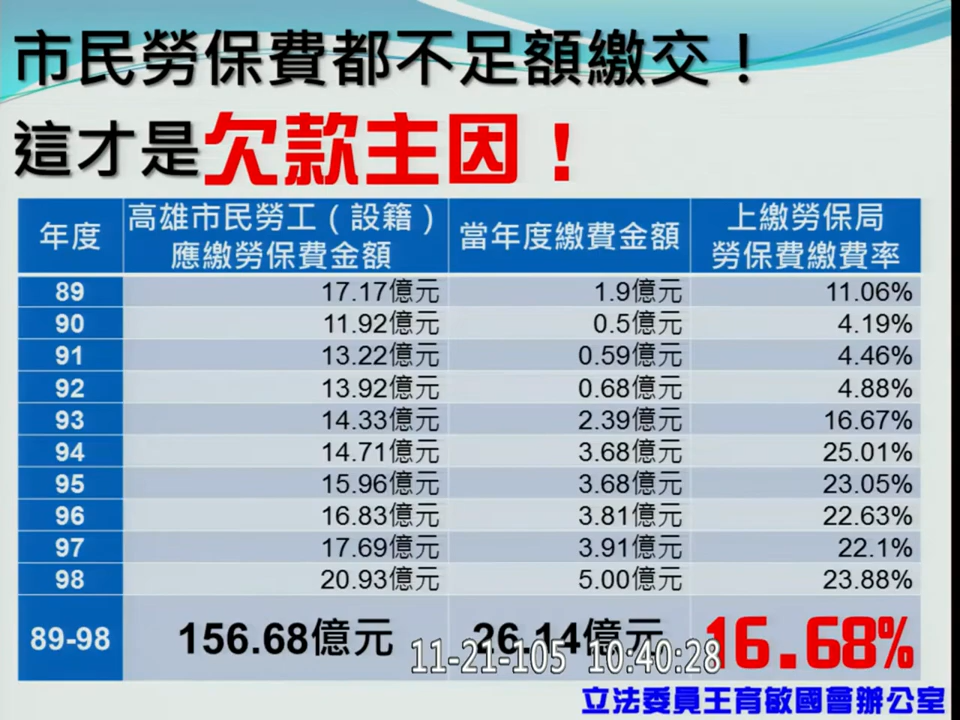 市民勞保費都不足額繳交！
這才是欠款主因！
年度 高雄市民勞工（設籍）應繳勞保費金額 當年度繳費金額 上繳勞保局勞保費繳費率
89 17.17億元 1.9億元 11.06%
90 11.92億元 0.5億元 4.19%
91 13.22億元 0.59億元 4.46%
92 13.92億元 0.68億元 4.88%
93 14.33億元 2.39億元 16.67%
94 14.71億元 3.68億元 25.01%
95 15.96億元 3.68億元 23.05%
96 16.83億元 3.81億元 22.63%
97 17.69億元 3.91億元 22.1%
98 20.93億元 5.00億元 23.88%
89-98 156.68億元 26.14億元 16.68%
11-21-105 10:40:28
立法委員王育敏國會辦公室